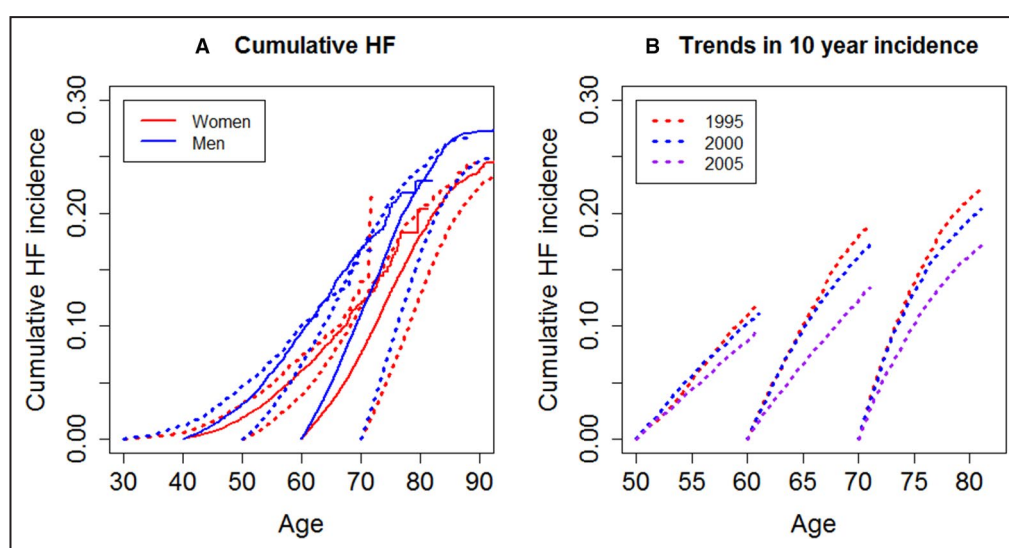 A Cumulative HF
Cumulative HF incidence
0.30
0.20
0.10
0.00
Women
Men
30 40 50 60 70 80 90
Age
B Trends in 10 year incidence
Cumulative HF incidence
0.30
0.20
0.10
0.00
1995
2000
2005
50 55 60 65 70 75 80
Age